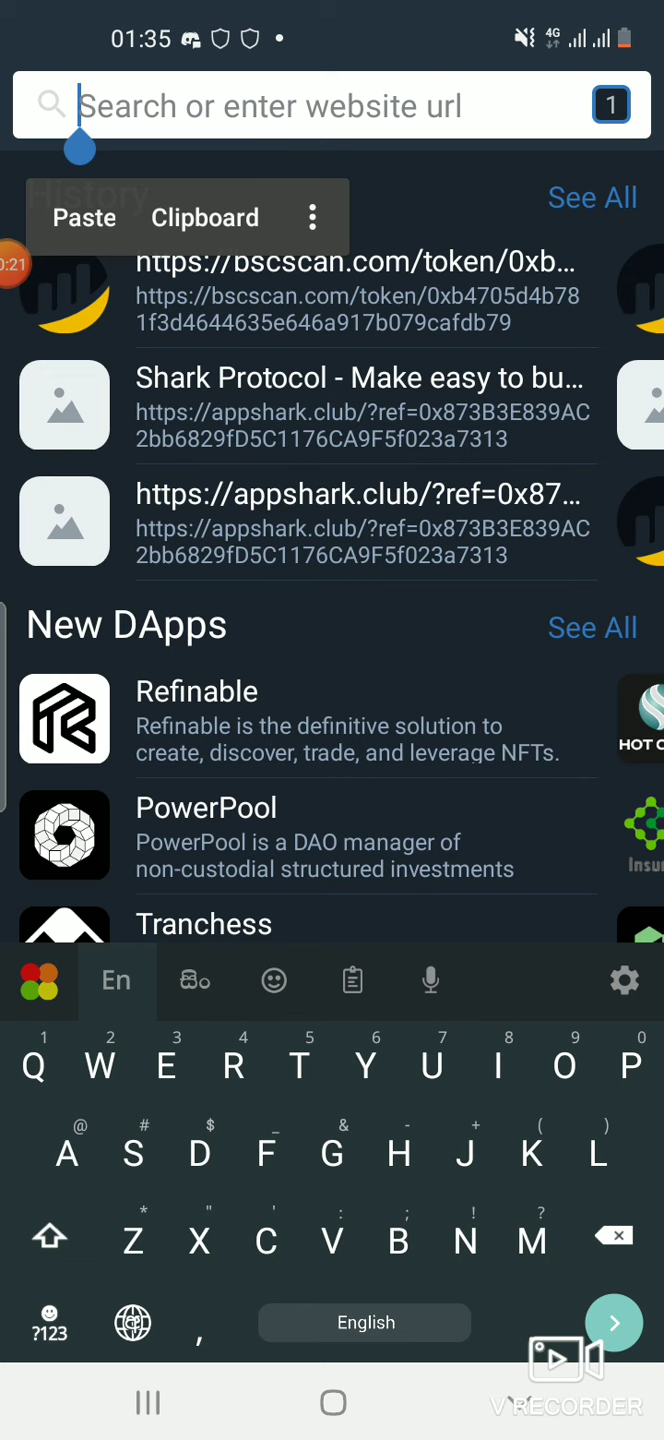 01:35
4G
Search or enter website url
1
History
See All
Paste Clipboard
0:21
https://bscscan.com/token/0xb...
https://bscscan.com/token/0xb4705d4b78
1f3d4644635e646a917b079cafdb79
Shark Protocol - Make easy to bu...
https://appshark.club/?ref=0x873B3E839AC
2bb6829fD5C1176CA9F5f023a7313
https://appshark.club/?ref=0x87...
https://appshark.club/?ref=0x873B3E839AC
2bb6829fD5C1176CA9F5f023a7313
New DApps
See All
Refinable
Refinable is the definitive solution to
create, discover, trade, and leverage NFTs.
HOT C
PowerPool
PowerPool is a DAO manager of
non-custodial structured investments
Insu
Tranchess
En සිං
1 2 3 4 5 6 7 8 9 0
Q W E R T Y U I O P
@ # $ _ & - + ( )
A S D F G H J K L
* " ' : ; ! ?
Z X C V B N M
?123 , English
V RECORDER